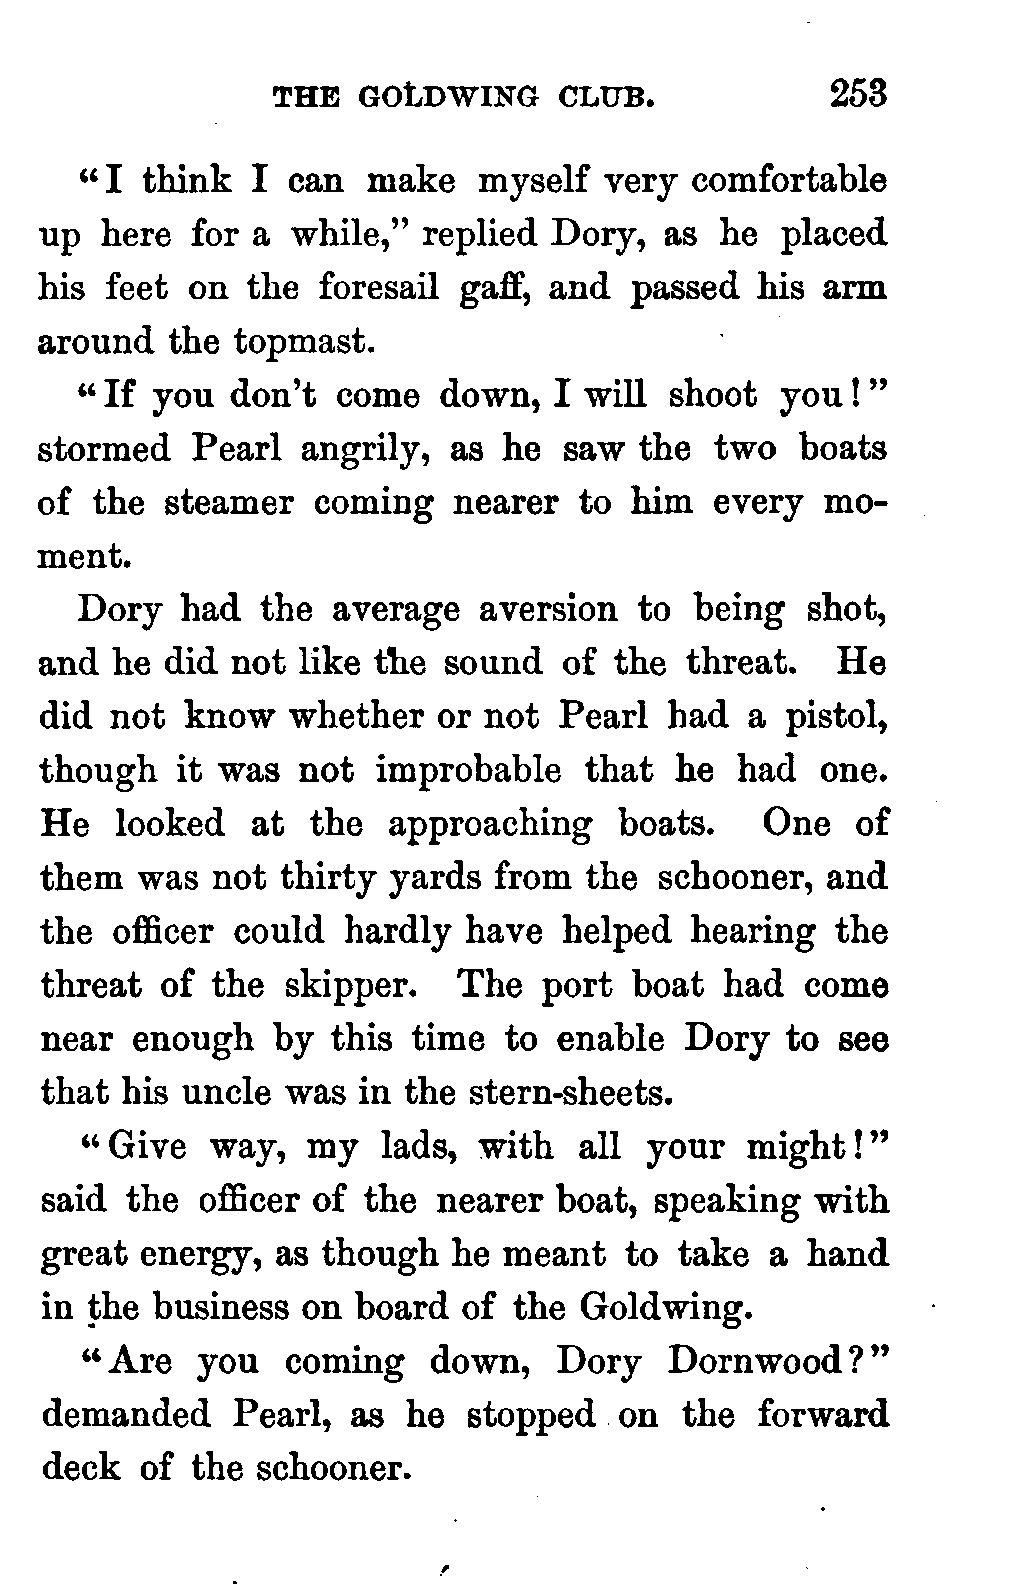 THE GOLDWING CLUB. 253
"I think I can make myself very comfortable
up here for a while," replied Dory, as he placed
his feet on the foresail gaff, and passed his arm
around the topmast.
"If you don't come down, I will shoot you!"
stormed Pearl angrily, as he saw the two boats
of the steamer coming nearer to him every mo-
ment.
Dory had the average aversion to being shot,
and he did not like the sound of the threat. He
did not know whether or not Pearl had a pistol,
though it was not improbable that he had one.
He looked at the approaching boats. One of
them was not thirty yards from the schooner, and
the officer could hardly have helped hearing the
threat of the skipper. The port boat had come
near enough by this time to enable Dory to see
that his uncle was in the stern-sheets.
"Give way, my lads, with all your might!"
said the officer of the nearer boat, speaking with
great energy, as though he meant to take a hand
in the business on board of the Goldwing.
"Are you coming down, Dory Dornwood?"
demanded Pearl, as he stopped on the forward
deck of the schooner.